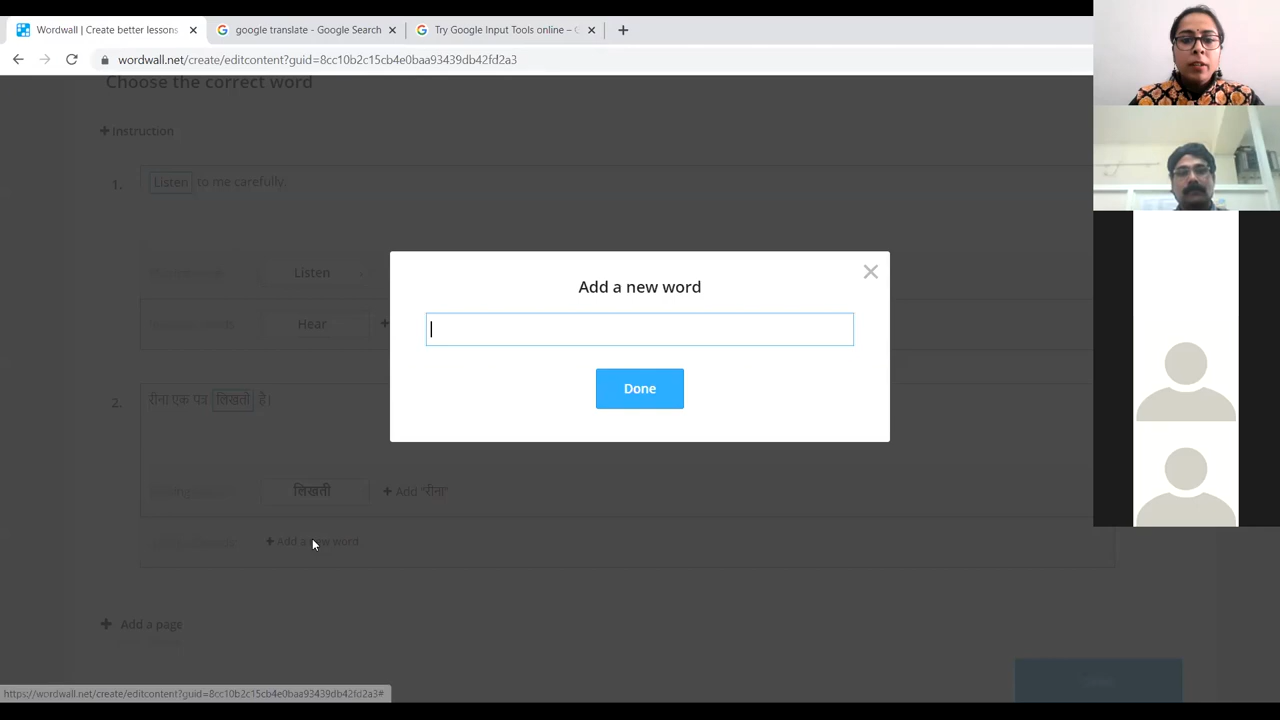 Wordwall | Create better lessons
google translate - Google Search
Try Google Input Tools online –
wordwall.net/create/editcontent?guid=8cc10b2c15cb4e0baa93439db42fd2a3
Choose the correct word
+ Instruction
1. Listen to me carefully.
Listen
Hear +
Add a new word
Done
2. रीना एक पत्र लिखती है।
लिखती + Add "रीना"
+ Add a new word
+ Add a page
https://wordwall.net/create/editcontent?guid=8cc10b2c15cb4e0baa93439db42fd2a3#